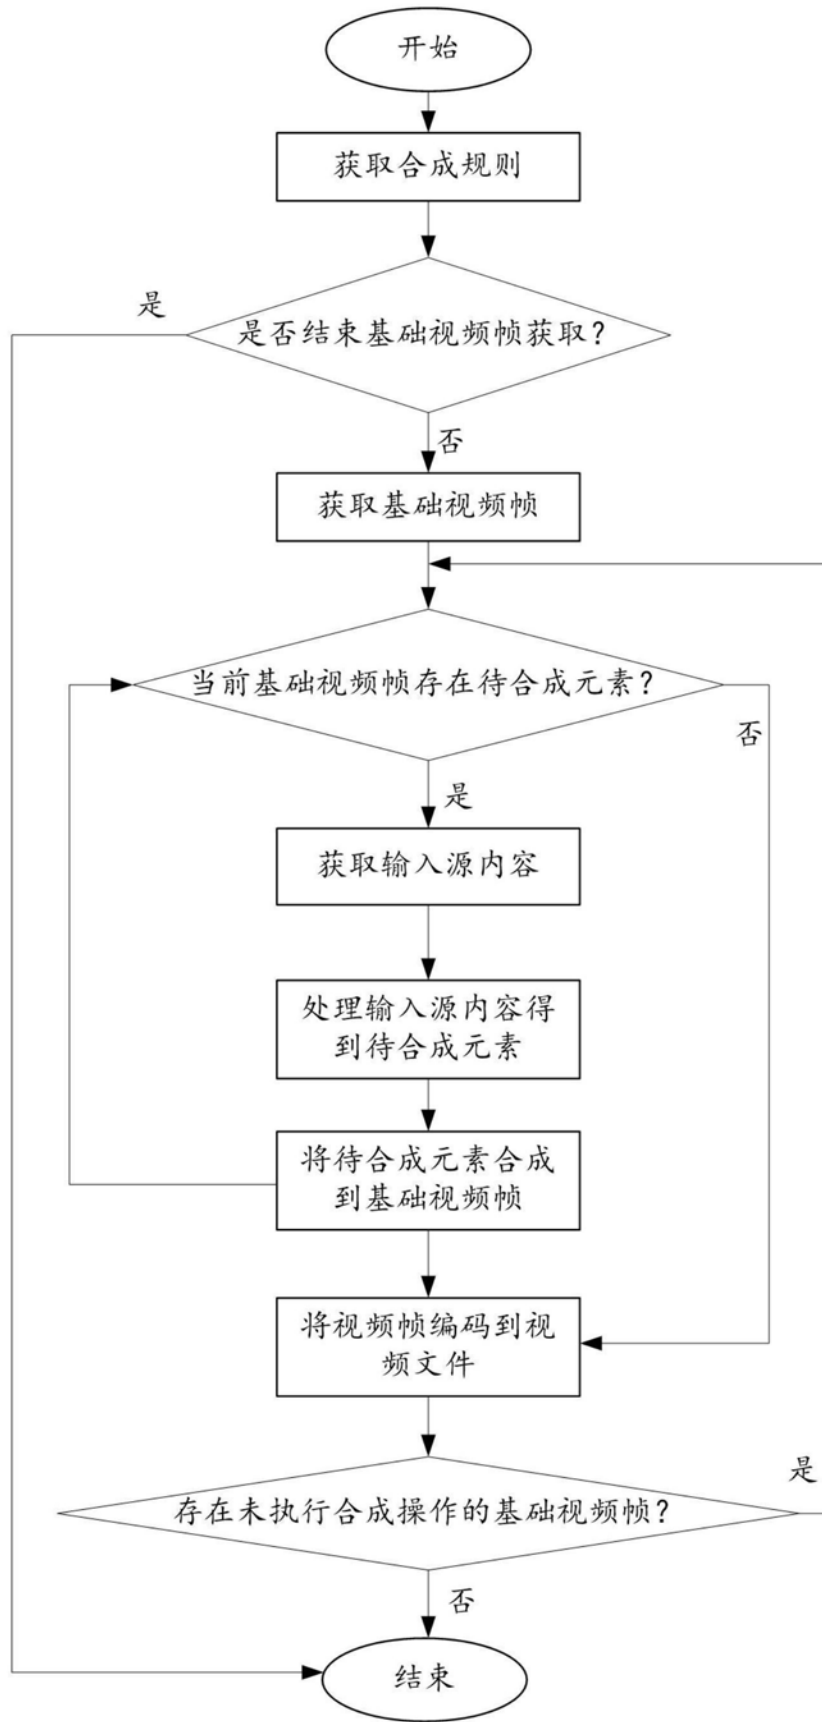 开始
获取合成规则
是
是否结束基础视频帧获取？
否
获取基础视频帧
当前基础视频帧存在待合成元素？
否
是
获取输入源内容
处理输入源内容得
到待合成元素
将待合成元素合成
到基础视频帧
将视频帧编码到视
频文件
是
存在未执行合成操作的基础视频帧？
否
结束